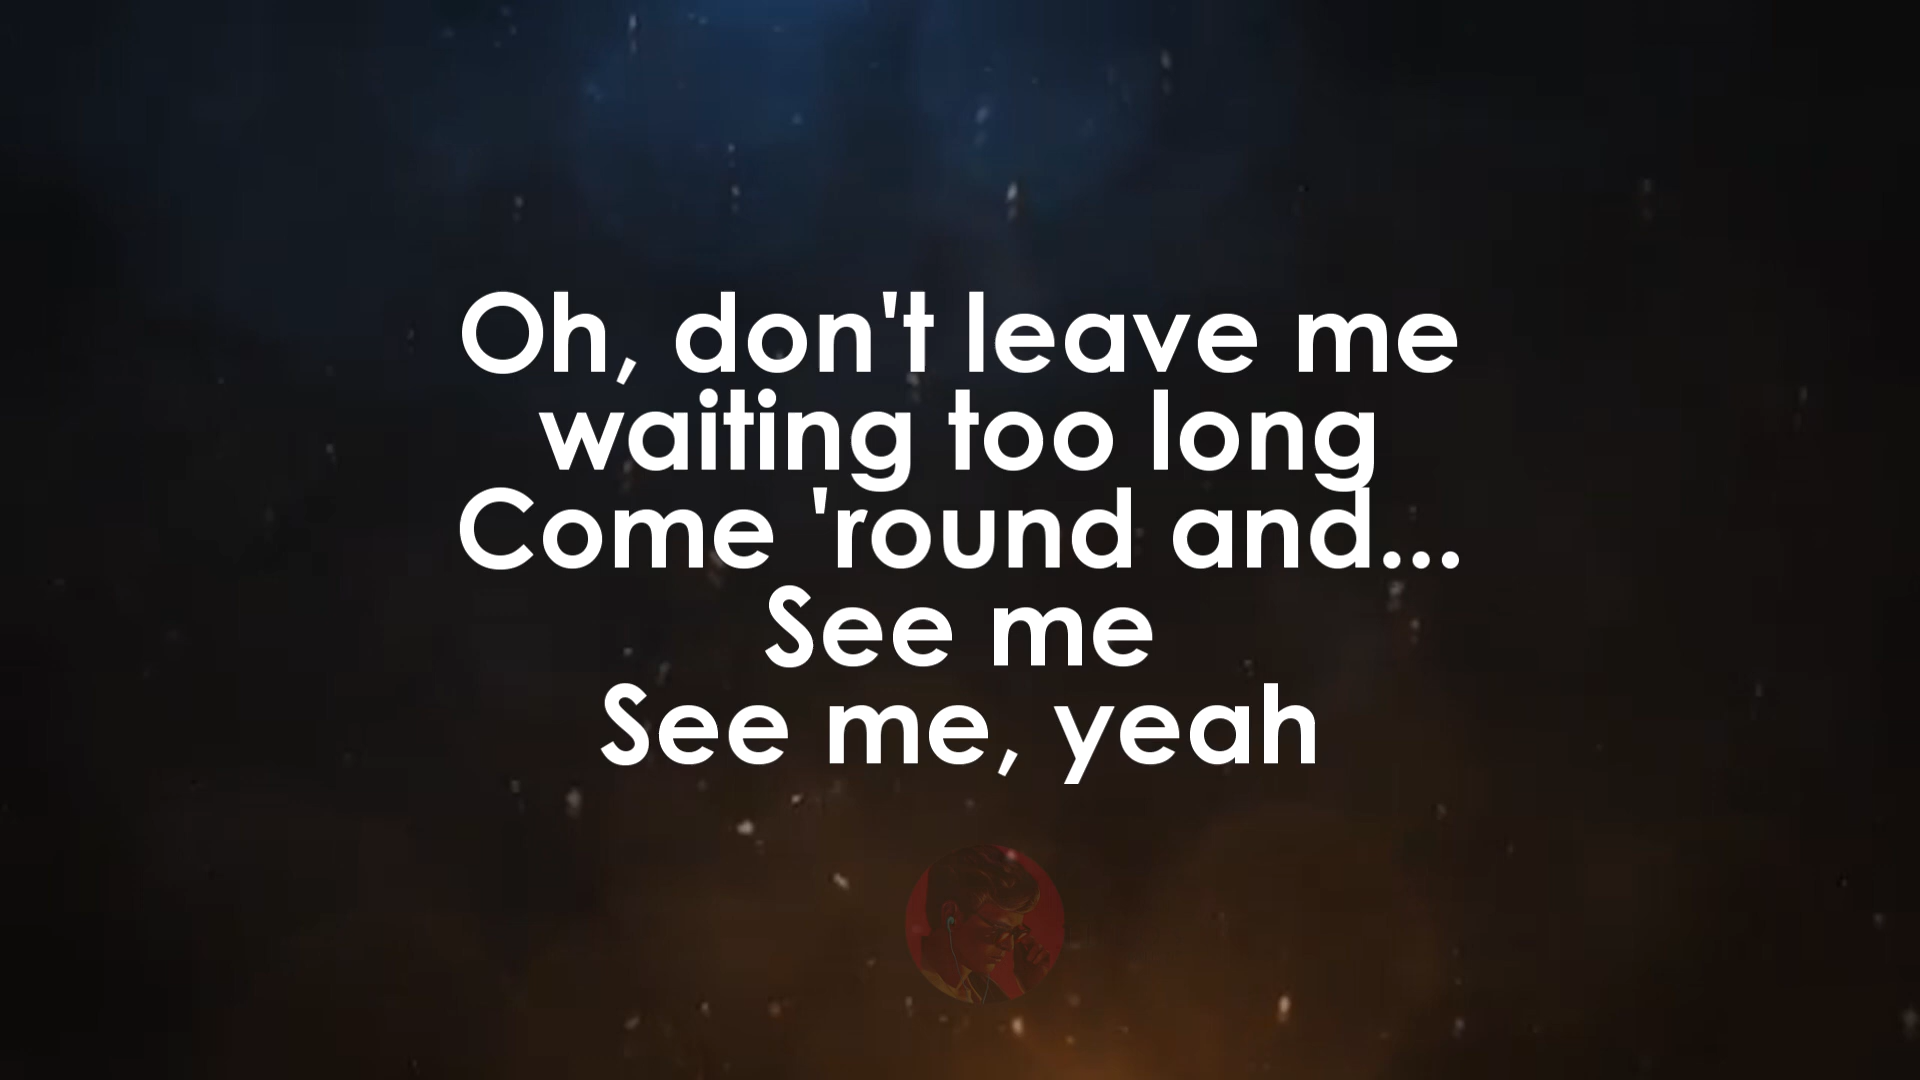 Oh, don't leave me
waiting too long
Come 'round and...
See me
See me, yeah